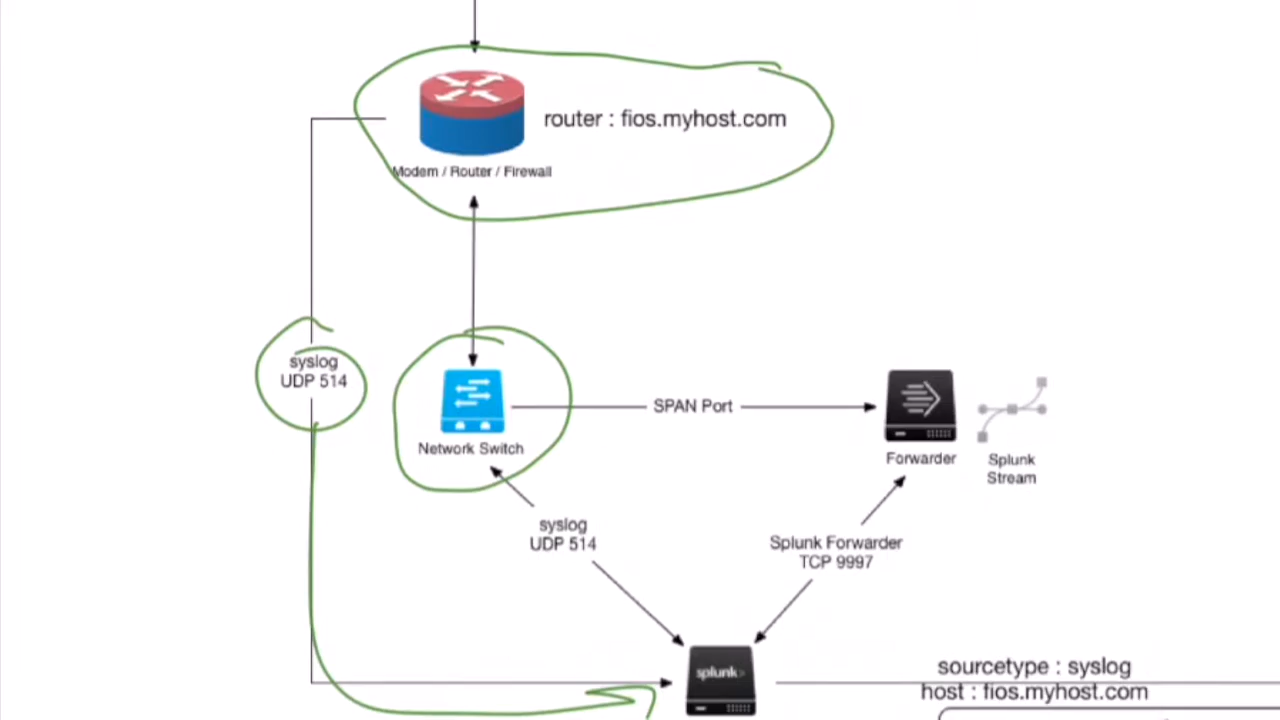 router : fios.myhost.com
Modem / Router / Firewall
syslog
UDP 514
Network Switch
SPAN Port
Forwarder
Splunk
Stream
syslog
UDP 514
Splunk Forwarder
TCP 9997
splunk>
sourcetype : syslog
host : fios.myhost.com